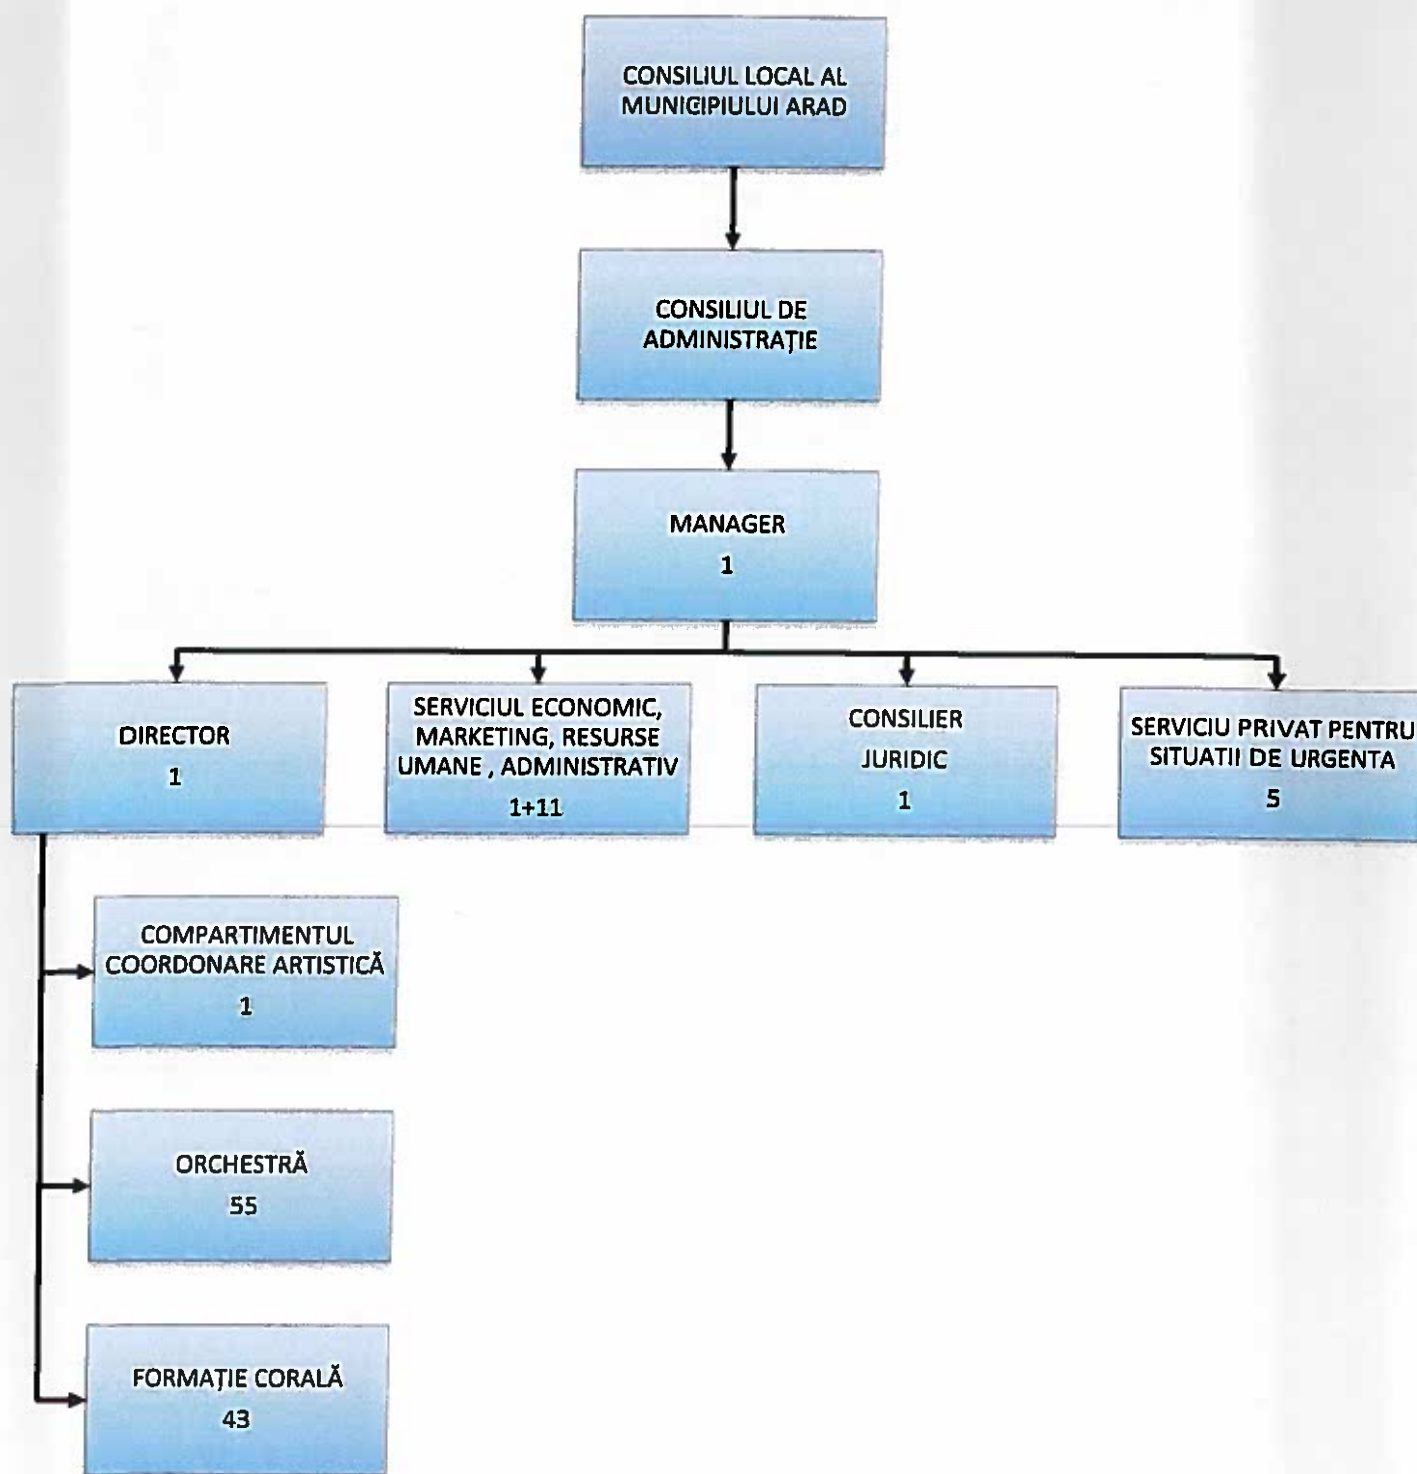 CONSILIUL LOCAL AL
MUNICIPIULUI ARAD
CONSILIUL DE
ADMINISTRAȚIE
MANAGER
1
DIRECTOR
1
SERVICIUL ECONOMIC,
MARKETING, RESURSE
UMANE , ADMINISTRATIV
1+11
CONSILIER
JURIDIC
1
SERVICIU PRIVAT PENTRU
SITUATII DE URGENTA
5
COMPARTIMENTUL
COORDONARE ARTISTICĂ
1
ORCHESTRĂ
55
FORMAȚIE CORALĂ
43